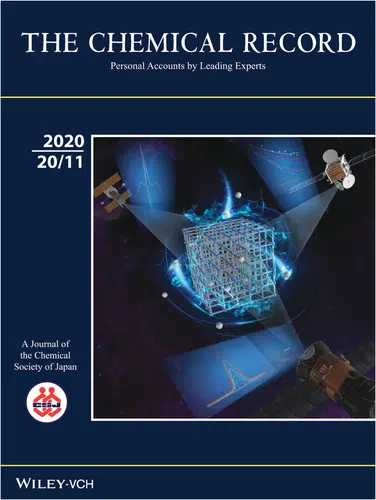 THE CHEMICAL RECORD
Personal Accounts by Leading Experts
2020
20/11
A Journal of
the Chemical
Society of Japan
CSJ
WILEY-VCH